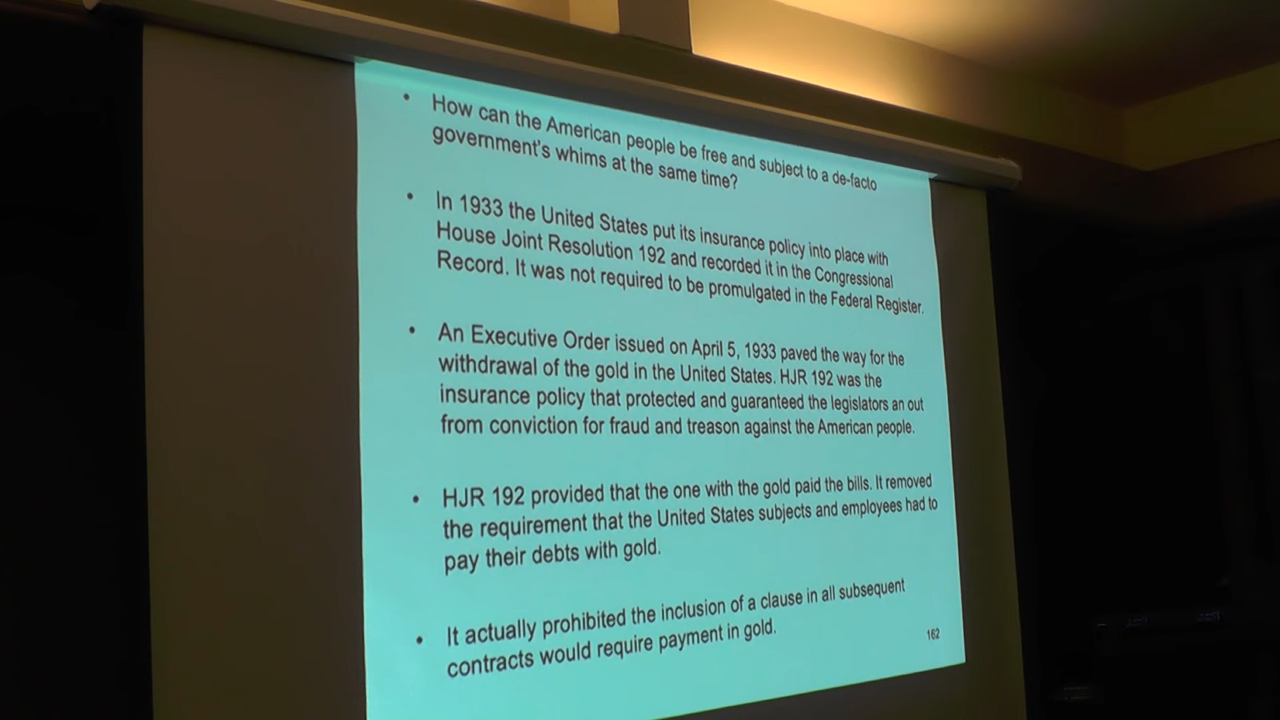 • How can the American people be free and subject to a de-facto
government's whims at the same time?
• In 1933 the United States put its insurance policy into place with
House Joint Resolution 192 and recorded it in the Congressional
Record. It was not required to be promulgated in the Federal Register.
• An Executive Order issued on April 5, 1933 paved the way for the
withdrawal of the gold in the United States. HJR 192 was the
insurance policy that protected and guaranteed the legislators an out
from conviction for fraud and treason against the American people.
• HJR 192 provided that the one with the gold paid the bills. It removed
the requirement that the United States subjects and employees had to
pay their debts with gold.
• It actually prohibited the inclusion of a clause in all subsequent
contracts would require payment in gold.
162